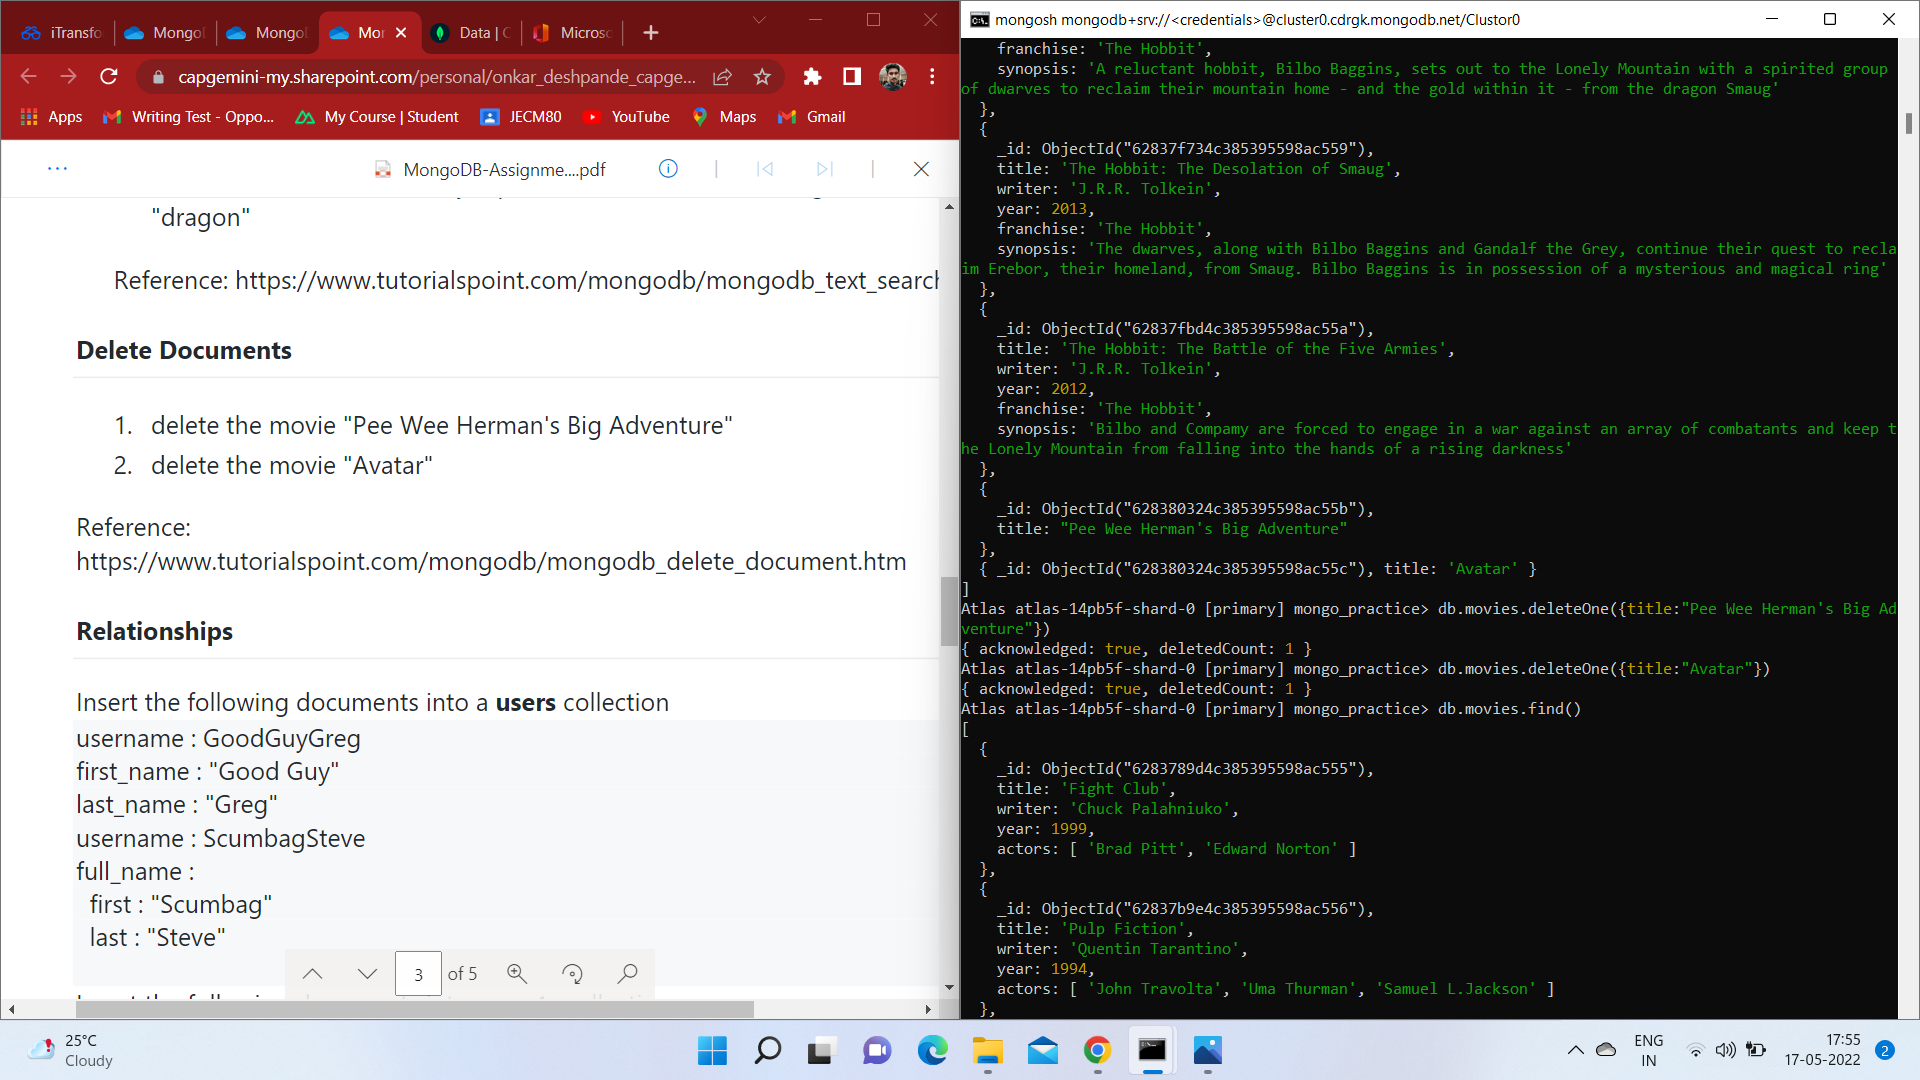 iTransfo
Mongo
Mongo
Mo
Data | C
Microsc
capgemini-my.sharepoint.com/personal/onkar_deshpande_capge...
Apps
Writing Test - Oppo...
My Course | Student
JECM80
YouTube
Maps
Gmail
MongoDB-Assignme....pdf
"dragon"
Reference: https://www.tutorialspoint.com/mongodb/mongodb_text_search
Delete Documents
1. delete the movie "Pee Wee Herman's Big Adventure"
2. delete the movie "Avatar"
Reference:
https://www.tutorialspoint.com/mongodb/mongodb_delete_document.htm
Relationships
Insert the following documents into a users collection
username : GoodGuyGreg
first_name : "Good Guy"
last_name : "Greg"
username : ScumbagSteve
full_name :
first : "Scumbag"
last : "Steve"
3 of 5
mongosh mongodb+srv://<credentials>@cluster0.cdrgk.mongodb.net/Clustor0
franchise: 'The Hobbit',
synopsis: 'A reluctant hobbit, Bilbo Baggins, sets out to the Lonely Mountain with a spirited group
of dwarves to reclaim their mountain home - and the gold within it - from the dragon Smaug'
},
{
_id: ObjectId("62837f734c385395598ac559"),
title: 'The Hobbit: The Desolation of Smaug',
writer: 'J.R.R. Tolkein',
year: 2013,
franchise: 'The Hobbit',
synopsis: 'The dwarves, along with Bilbo Baggins and Gandalf the Grey, continue their quest to recla
im Erebor, their homeland, from Smaug. Bilbo Baggins is in possession of a mysterious and magical ring'
},
{
_id: ObjectId("62837fbd4c385395598ac55a"),
title: 'The Hobbit: The Battle of the Five Armies',
writer: 'J.R.R. Tolkein',
year: 2012,
franchise: 'The Hobbit',
synopsis: 'Bilbo and Compamy are forced to engage in a war against an array of combatants and keep t
he Lonely Mountain from falling into the hands of a rising darkness'
},
{
_id: ObjectId("628380324c385395598ac55b"),
title: "Pee Wee Herman's Big Adventure"
},
{ _id: ObjectId("628380324c385395598ac55c"), title: 'Avatar' }
]
Atlas atlas-14pb5f-shard-0 [primary] mongo_practice> db.movies.deleteOne({title:"Pee Wee Herman's Big Ad
venture"})
{ acknowledged: true, deletedCount: 1 }
Atlas atlas-14pb5f-shard-0 [primary] mongo_practice> db.movies.deleteOne({title:"Avatar"})
{ acknowledged: true, deletedCount: 1 }
Atlas atlas-14pb5f-shard-0 [primary] mongo_practice> db.movies.find()
[
{
_id: ObjectId("6283789d4c385395598ac555"),
title: 'Fight Club',
writer: 'Chuck Palahniuko',
year: 1999,
actors: [ 'Brad Pitt', 'Edward Norton' ]
},
{
_id: ObjectId("62837b9e4c385395598ac556"),
title: 'Pulp Fiction',
writer: 'Quentin Tarantino',
year: 1994,
actors: [ 'John Travolta', 'Uma Thurman', 'Samuel L.Jackson' ]
},
25°C
Cloudy
ENG
IN
17:55
17-05-2022
2